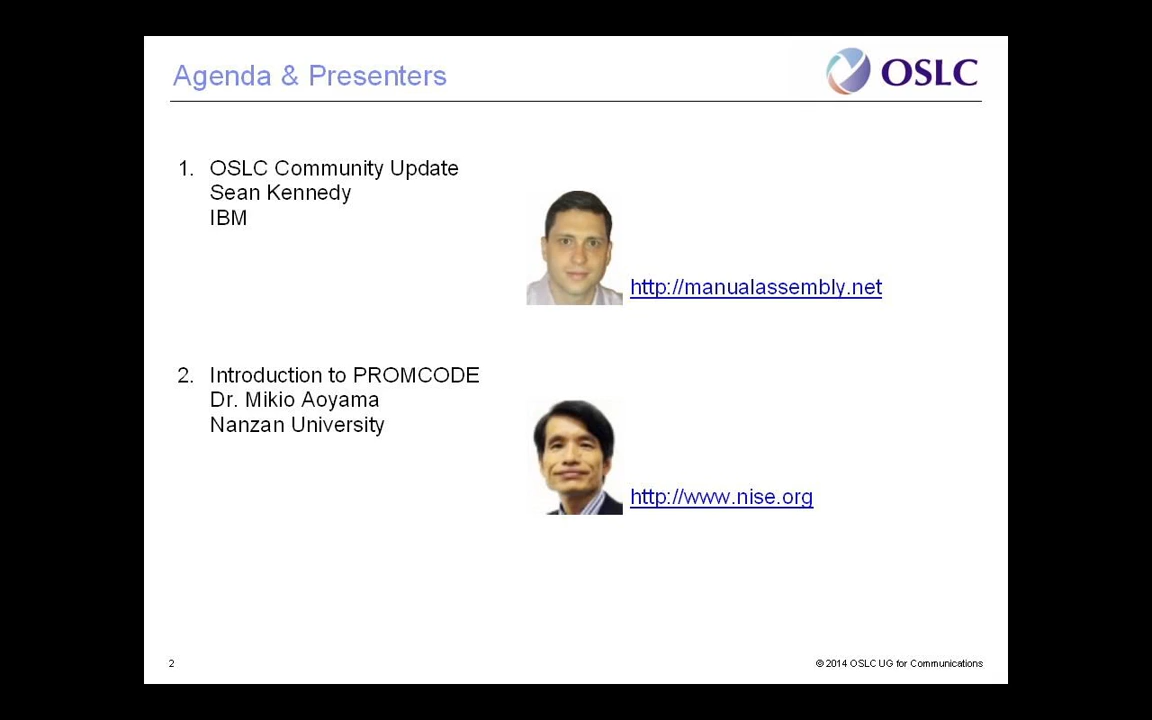 Agenda & Presenters
OSLC
1. OSLC Community Update
Sean Kennedy
IBM
http://manualassembly.net
2. Introduction to PROMCODE
Dr. Mikio Aoyama
Nanzan University
http://www.nise.org
2
© 2014 OSLC UG for Communications